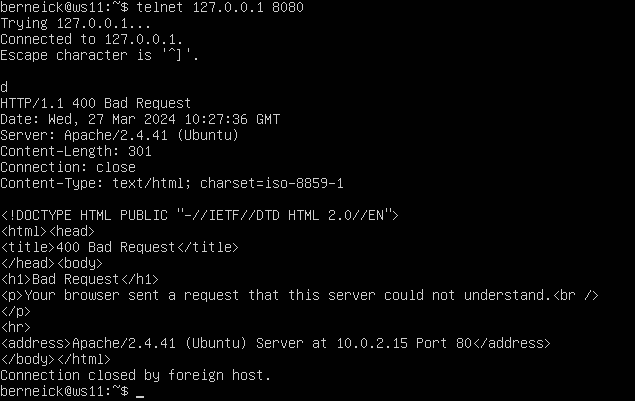 berneick@ws11:~$ telnet 127.0.0.1 8080
Trying 127.0.0.1...
Connected to 127.0.0.1.
Escape character is '^]'.
d
HTTP/1.1 400 Bad Request
Date: Wed, 27 Mar 2024 10:27:36 GMT
Server: Apache/2.4.41 (Ubuntu)
Content-Length: 301
Connection: close
Content-Type: text/html; charset=iso-8859-1
<!DOCTYPE HTML PUBLIC "-//IETF//DTD HTML 2.0//EN">
<html><head>
<title>400 Bad Request</title>
</head><body>
<h1>Bad Request</h1>
<p>Your browser sent a request that this server could not understand.<br />
</p>
<hr>
<address>Apache/2.4.41 (Ubuntu) Server at 10.0.2.15 Port 80</address>
</body></html>
Connection closed by foreign host.
berneick@ws11:~$ _